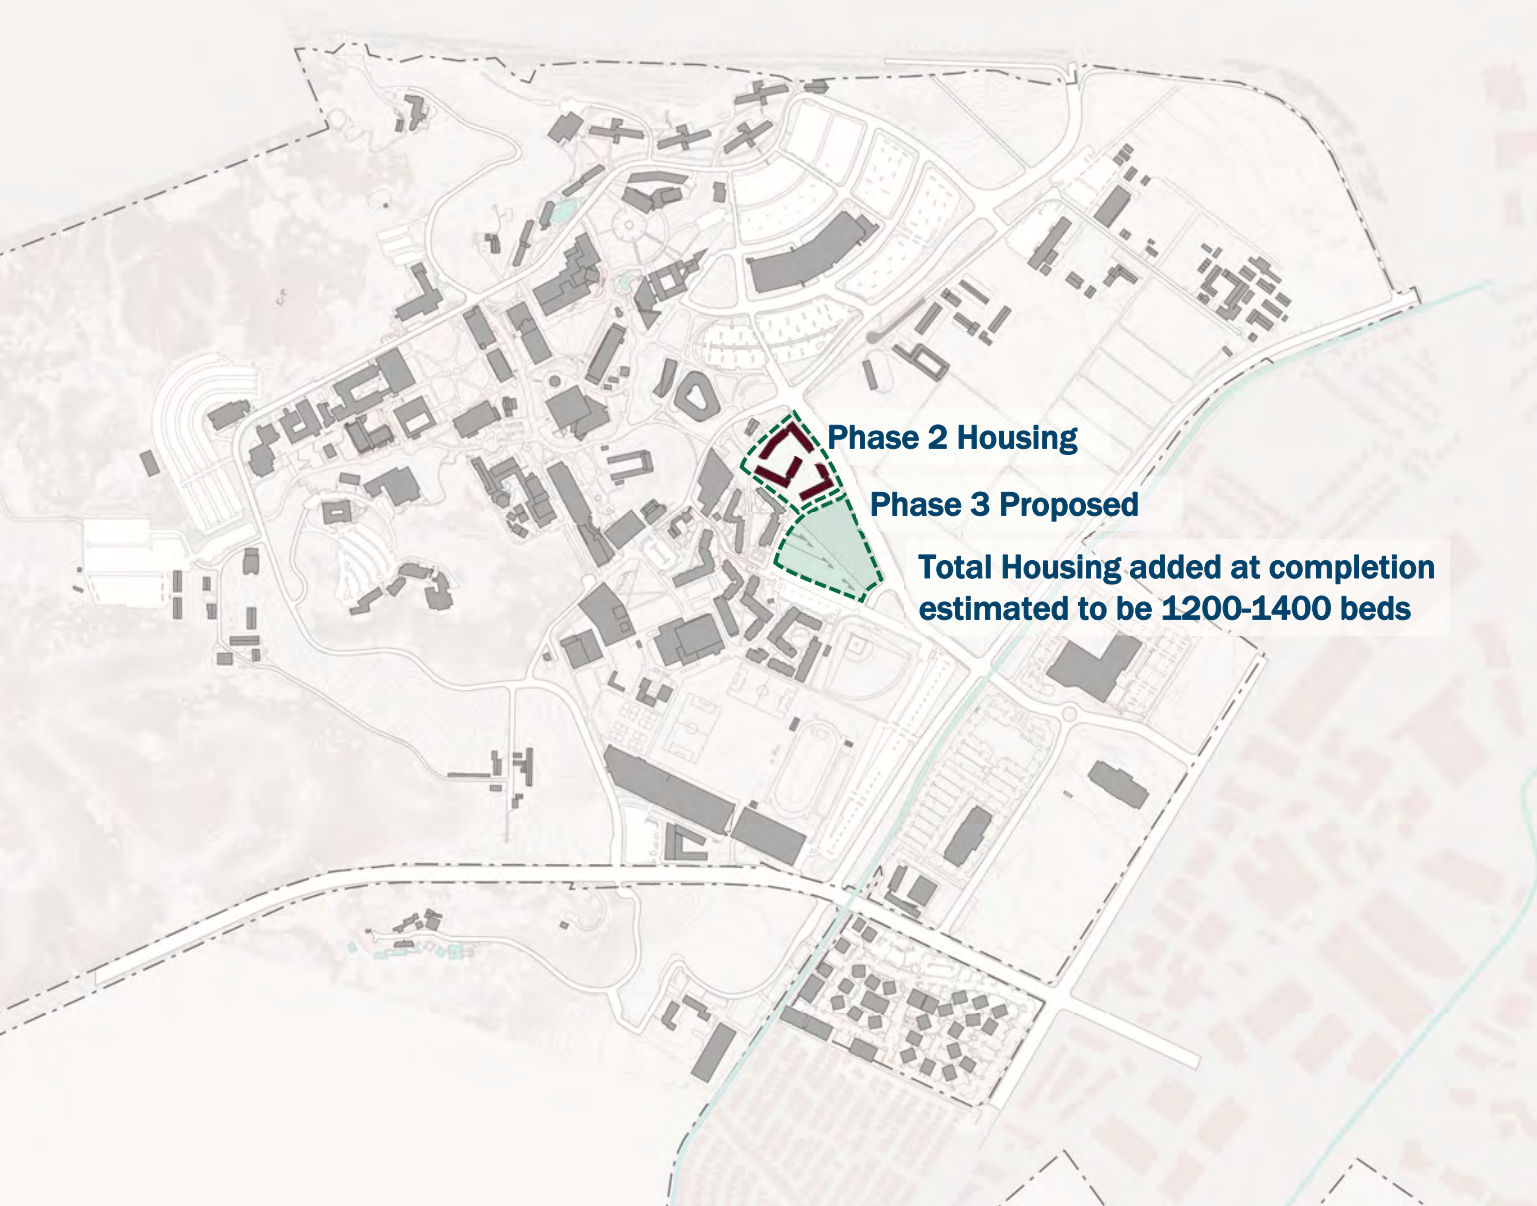 Phase 2 Housing
Phase 3 Proposed
Total Housing added at completion
estimated to be 1200-1400 beds